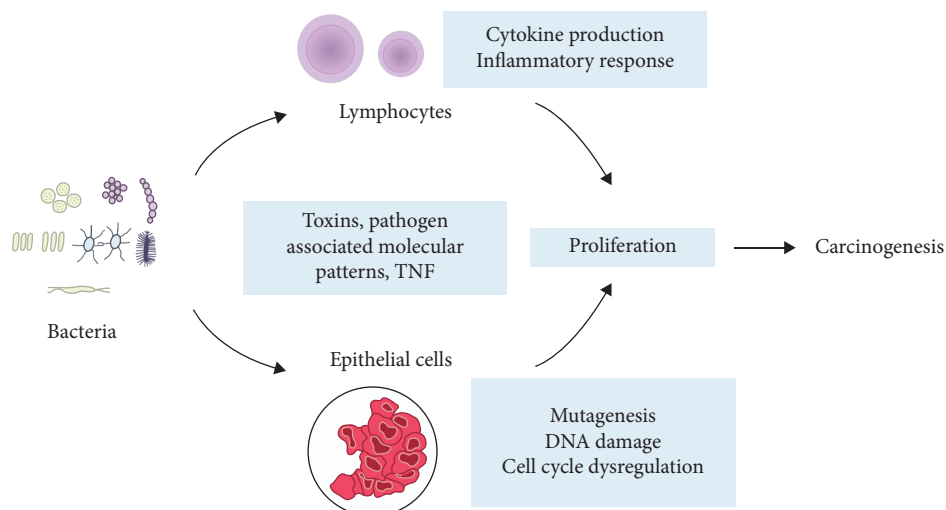 Cytokine production
Inflammatory response
Lymphocytes
Toxins, pathogen
associated molecular
patterns, TNF
Proliferation
Carcinogenesis
Bacteria
Epithelial cells
Mutagenesis
DNA damage
Cell cycle dysregulation